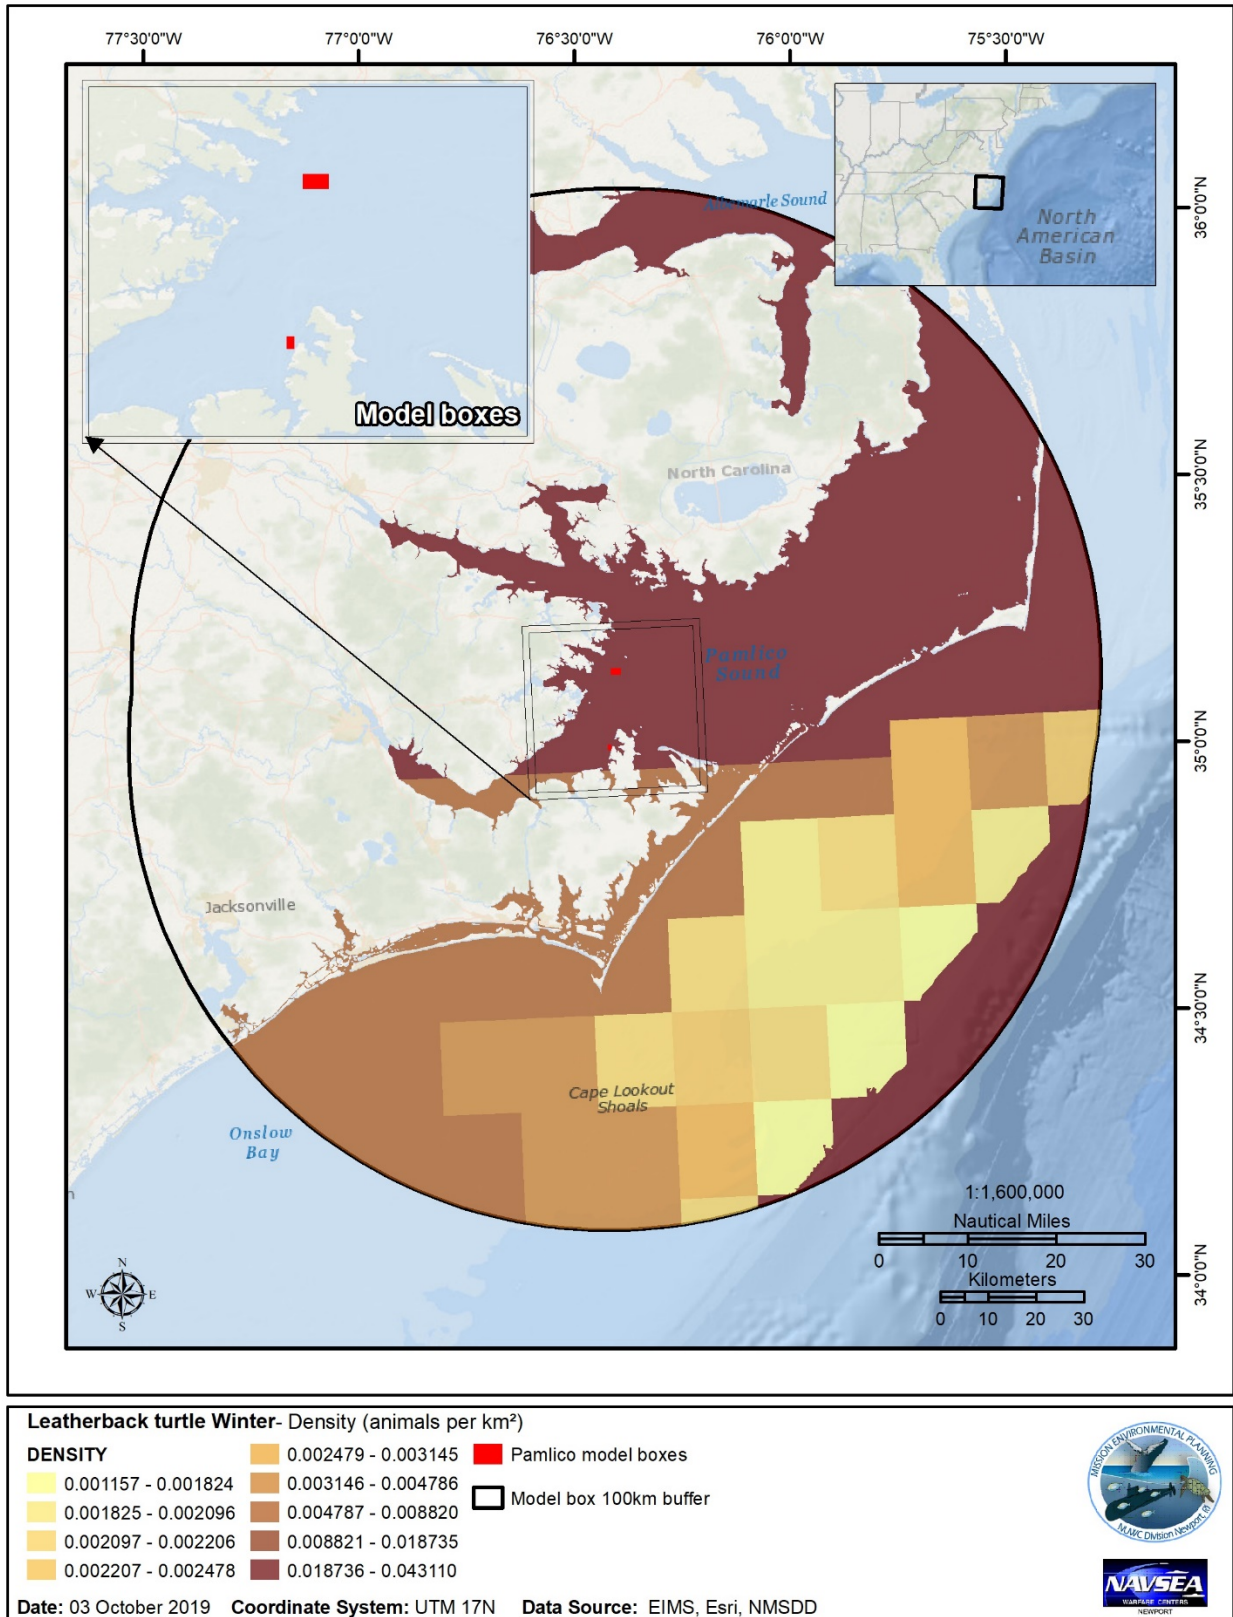 77°30'0"W 77°0'0"W 76°30'0"W 76°0'0"W 75°30'0"W
Albemarle Sound
North
American
Basin
36°0'0"N
Model boxes
North Carolina
35°30'0"N
Pamlico
Sound
35°0'0"N
Jacksonville
34°30'0"N
Cape Lookout
Shoals
Onslow
Bay
n
1:1,600,000
Nautical Miles
0 10 20 30
Kilometers
0 10 20 30
34°0'0"N
N
W E
S
Leatherback turtle Winter- Density (animals per km²)
DENSITY
0.001157 - 0.001824
0.001825 - 0.002096
0.002097 - 0.002206
0.002207 - 0.002478
0.002479 - 0.003145
0.003146 - 0.004786
0.004787 - 0.008820
0.008821 - 0.018735
0.018736 - 0.043110
Pamlico model boxes
Model box 100km buffer
MISSION ENVIRONMENTAL PLANNING
NUWC Division Newport, RI
NAVSEA
WARFARE CENTERS
NEWPORT
Date: 03 October 2019 Coordinate System: UTM 17N Data Source: EIMS, Esri, NMSDD